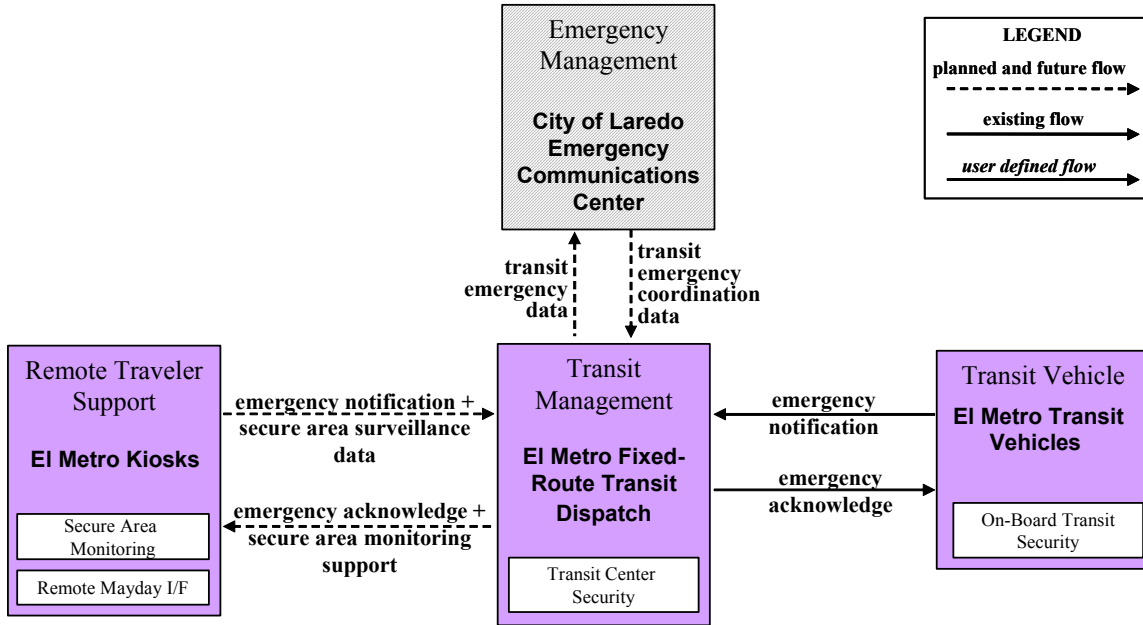 Emergency
Management
City of Laredo
Emergency
Communications
Center
LEGEND
planned and future flow
existing flow
user defined flow
transit
emergency
data
transit
emergency
coordination
data
Remote Traveler
Support
El Metro Kiosks
Secure Area
Monitoring
Remote Mayday I/F
emergency notification +
secure area surveillance
data
emergency acknowledge +
secure area monitoring
support
Transit
Management
El Metro Fixed-
Route Transit
Dispatch
Transit Center
Security
emergency
notification
emergency
acknowledge
Transit Vehicle
El Metro Transit
Vehicles
On-Board Transit
Security